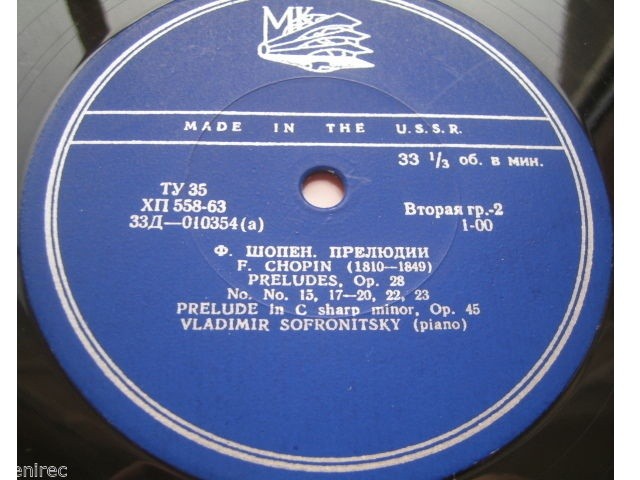 МК
MADE IN THE U.S.S.R.
33 1/3 об. в мин.
ТУ 35
ХП 558-63
33Д—010354(а)
Вторая гр.-2
1-00
Ф. ШОПЕН. ПРЕЛЮДИИ
F. CHOPIN (1810—1849)
PRELUDES, Op. 28
No. No. 15, 17—20, 22, 23
PRELUDE in C sharp minor, Op. 45
VLADIMIR SOFRONITSKY (piano)
enirec